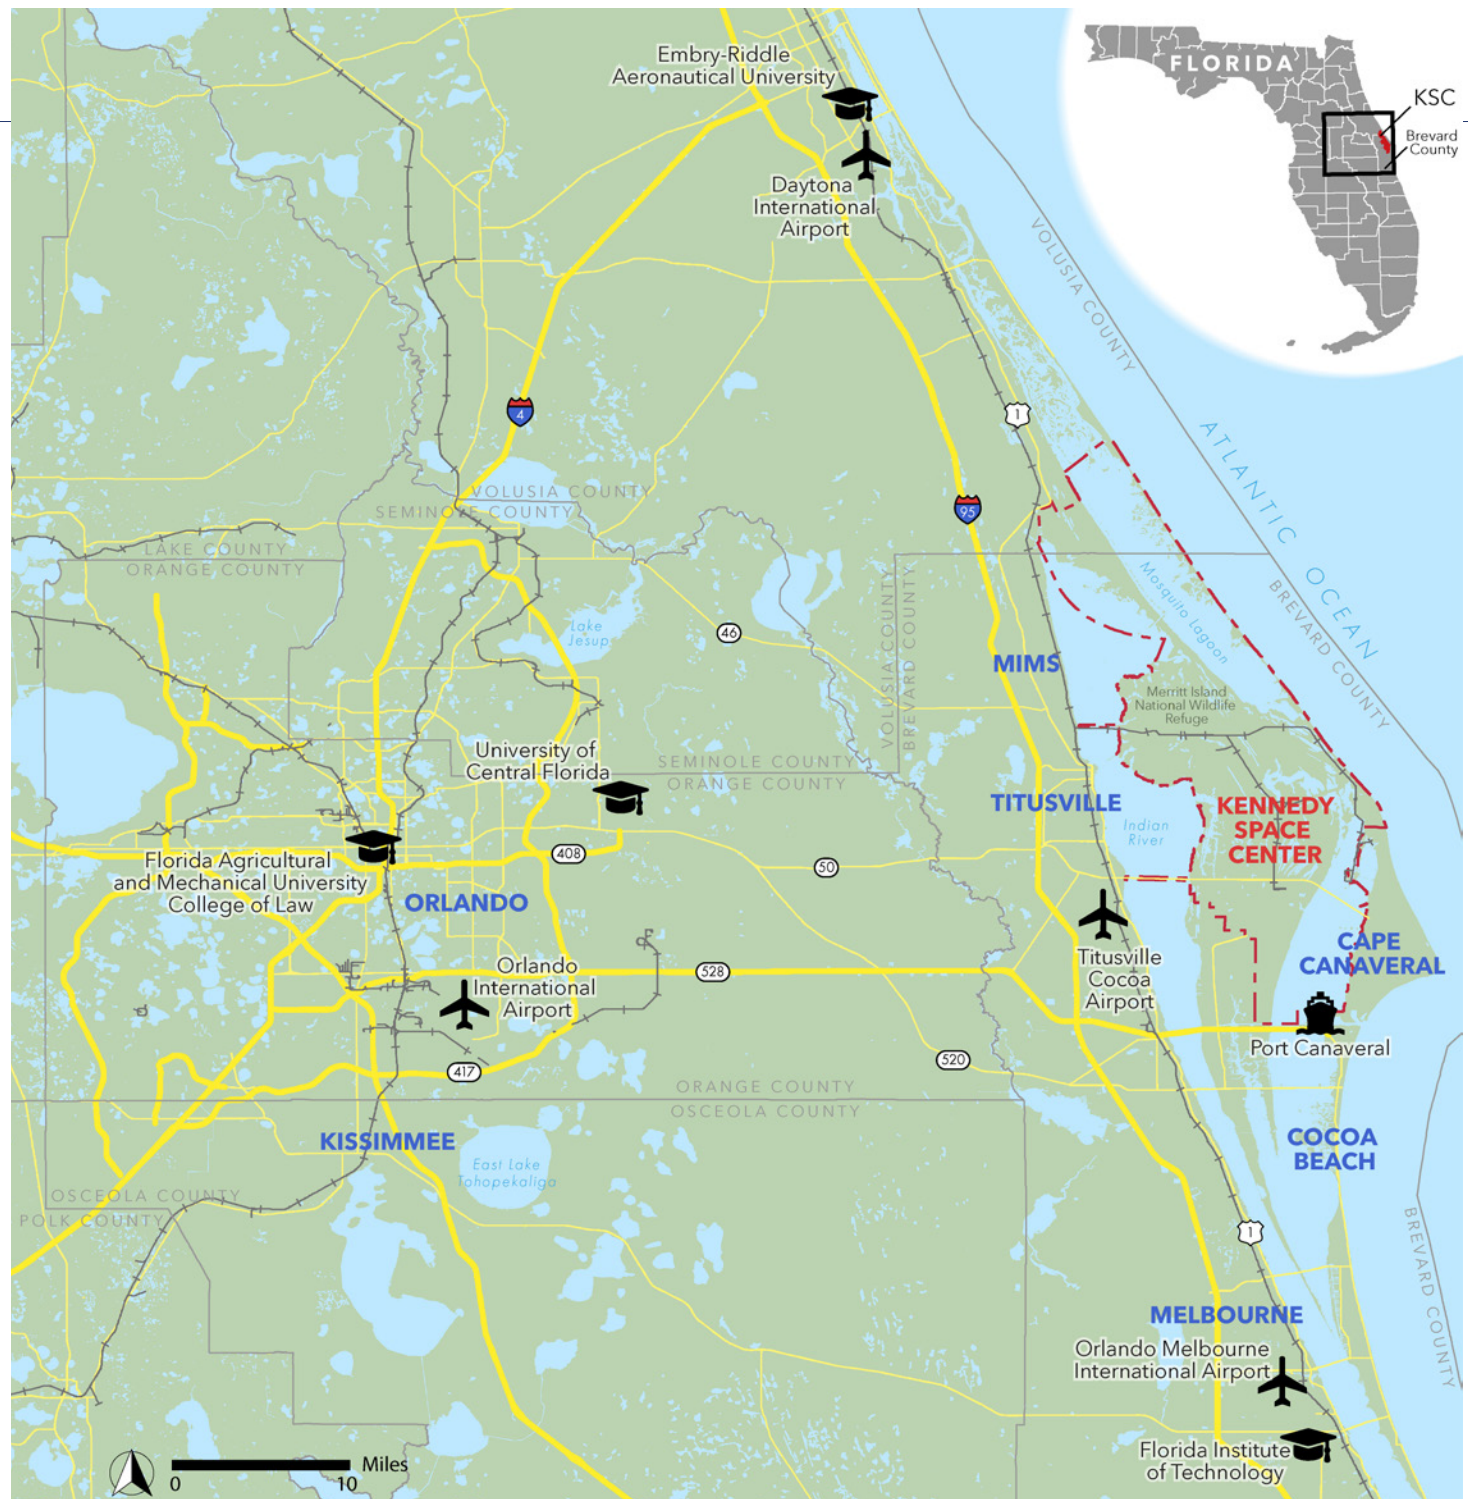 Embry-Riddle
Aeronautical University
FLORIDA
KSC
Brevard
County
Daytona
International
Airport
VOLUSIA COUNTY
4
1
ATLANTIC OCEAN
VOLUSIA COUNTY
SEMINOLE COUNTY
95
LAKE COUNTY
ORANGE COUNTY
Mosquito Lagoon
BREVARD COUNTY
Lake
Jesup
46
VOLUSIA COUNTY
BREVARD COUNTY
MIMS
Merritt Island
National Wildlife
Refuge
University of
Central Florida
SEMINOLE COUNTY
ORANGE COUNTY
TITUSVILLE
Indian
River
KENNEDY
SPACE
CENTER
408
50
Florida Agricultural
and Mechanical University
College of Law
ORLANDO
CAPE
CANAVERAL
Orlando
International
Airport
528
Titusville
Cocoa
Airport
Port Canaveral
417
520
ORANGE COUNTY
OSCEOLA COUNTY
KISSIMMEE
COCOA
BEACH
East Lake
Tohopekaliga
OSCEOLA COUNTY
POLK COUNTY
1
BREVARD COUNTY
MELBOURNE
Orlando Melbourne
International Airport
Florida Institute
of Technology
Miles
0 10